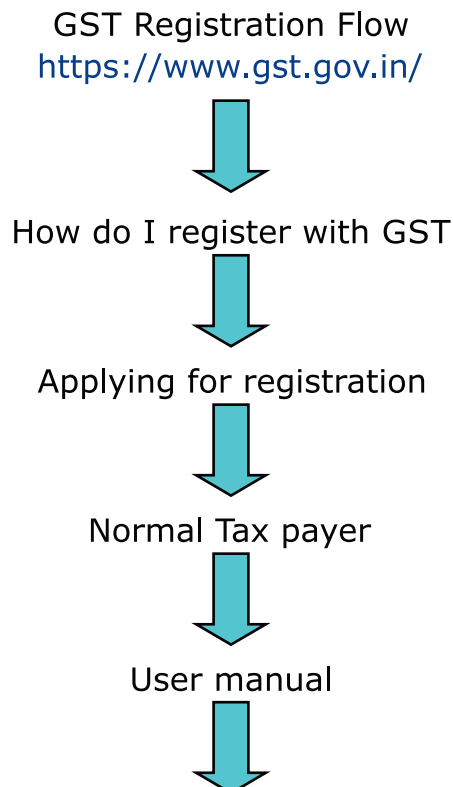 GST Registration Flow
https://www.gst.gov.in/
How do I register with GST
Applying for registration
Normal Tax payer
User manual